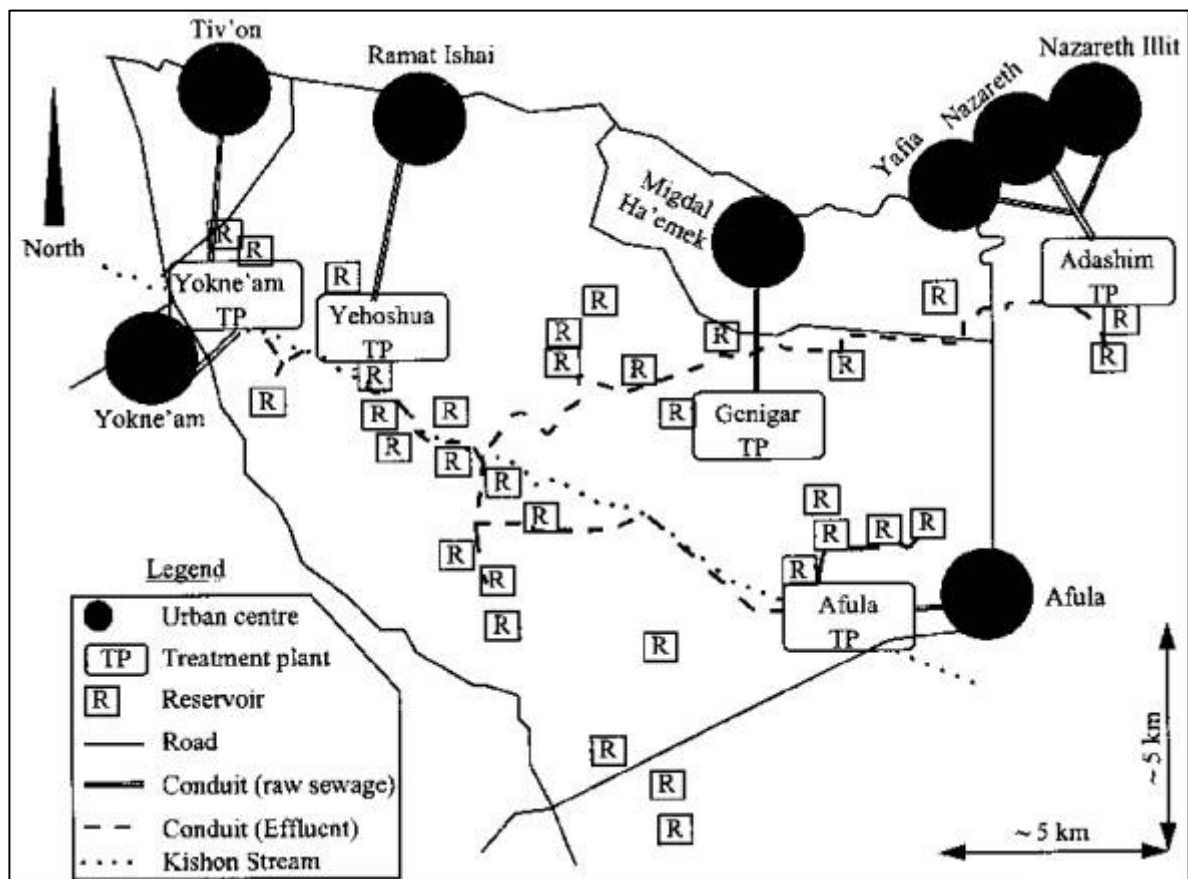 Tiv'on
Ramat Ishai
Nazareth Illit
Nazareth
Yafia
Migdal
Ha'emek
North
R
R
Yokne'am
TP
R
Yehoshua
TP
R
Adashim
TP
R
R
R
R
R
R
R
R
R
R
R
R
R
R
Genigar
TP
R
R
Yokne'am
R
R
R
R
R
R
R
R
R
R
Afula
TP
Afula
R
R
R
R
R
R
Legend
Urban centre
TP Treatment plant
R Reservoir
Road
Conduit (raw sewage)
Conduit (Effluent)
Kishon Stream
~ 5 km
~ 5 km